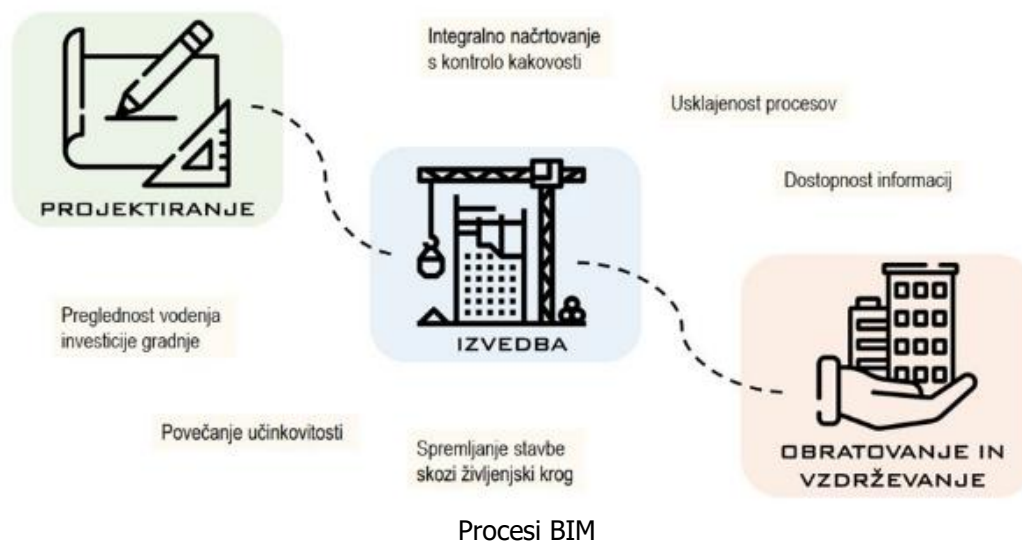 Integralno načrtovanje
s kontrolo kakovosti
Usklajenost procesov
Dostopnost informacij
PROJEKTIRANJE
IZVEDBA
OBRATOVANJE IN
VZDRŽEVANJE
Preglednost vodenja
investicije gradnje
Povečanje učinkovitosti
Spremljanje stavbe
skozi življenjski krog
Procesi BIM